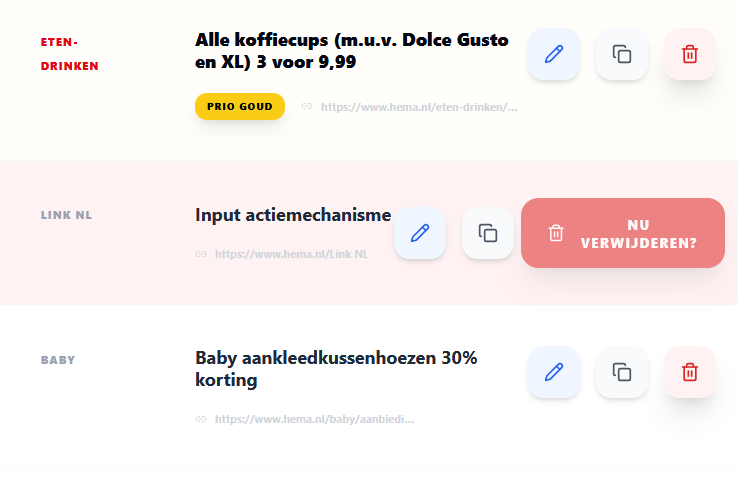 ETEN-
DRINKEN
Alle koffiecups (m.u.v. Dolce Gusto
en XL) 3 voor 9,99
PRIO GOUD
https://www.hema.nl/eten-drinken/...
LINK NL
Input actiemechanisme
https://www.hema.nl/Link NL
NU
VERWIJDEREN?
BABY
Baby aankleedkussenhoezen 30%
korting
https://www.hema.nl/baby/aanbiedi...